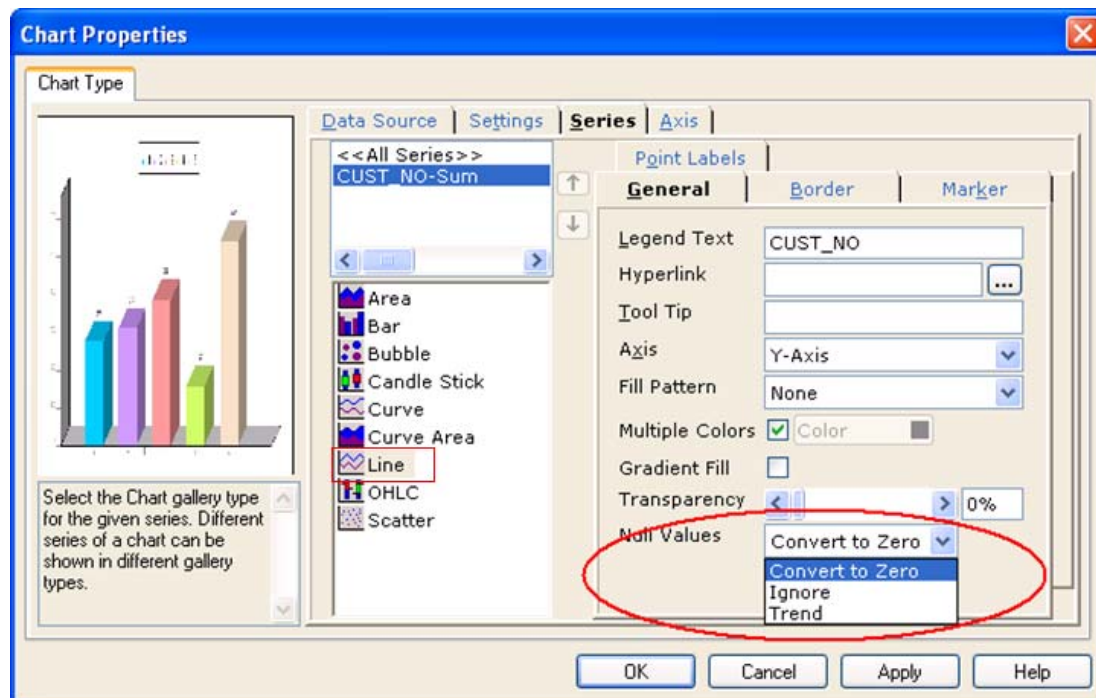 Chart Properties
Chart Type
Data Source
Settings
Series
Axis
<<All Series>>
CUST_NO-Sum
Area
Bar
Bubble
Candle Stick
Curve
Curve Area
Line
OHLC
Scatter
Point Labels
General
Border
Marker
Legend Text CUST_NO
Hyperlink ...
Tool Tip
Axis Y-Axis
Fill Pattern None
Multiple Colors Color
Gradient Fill
Transparency 0%
Null Values Convert to Zero
Convert to Zero
Ignore
Trend
Select the Chart gallery type
for the given series. Different
series of a chart can be
shown in different gallery
types.
OK
Cancel
Apply
Help